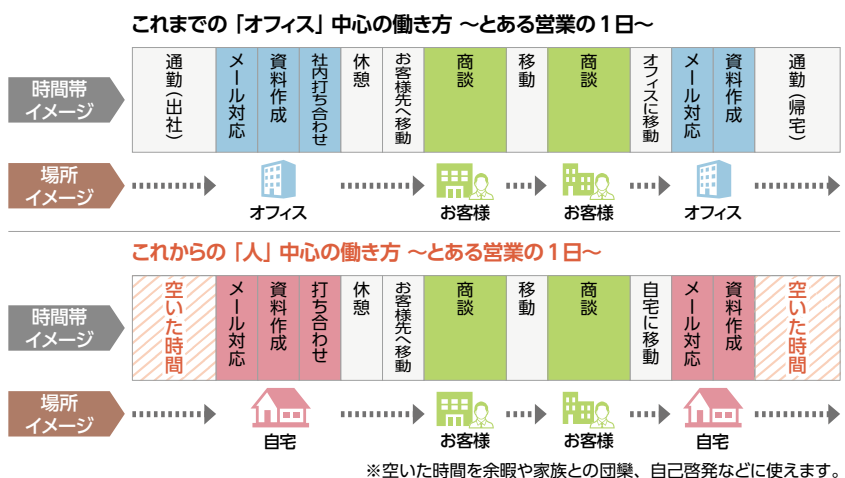 これまでの「オフィス」中心の働き方 ～とある営業の1日～
時間帯
イメージ
通勤（出社）
メール対応
資料作成
社内打ち合わせ
休憩
お客様先へ移動
商談
移動
商談
オフィスに移動
メール対応
資料作成
通勤（帰宅）
場所
イメージ
オフィス
お客様
お客様
オフィス
これからの「人」中心の働き方 ～とある営業の1日～
時間帯
イメージ
空いた時間
メール対応
資料作成
打ち合わせ
休憩
お客様先へ移動
商談
移動
商談
自宅に移動
メール対応
資料作成
空いた時間
場所
イメージ
自宅
お客様
お客様
自宅
※空いた時間を余暇や家族との団欒、自己啓発などに使えます。